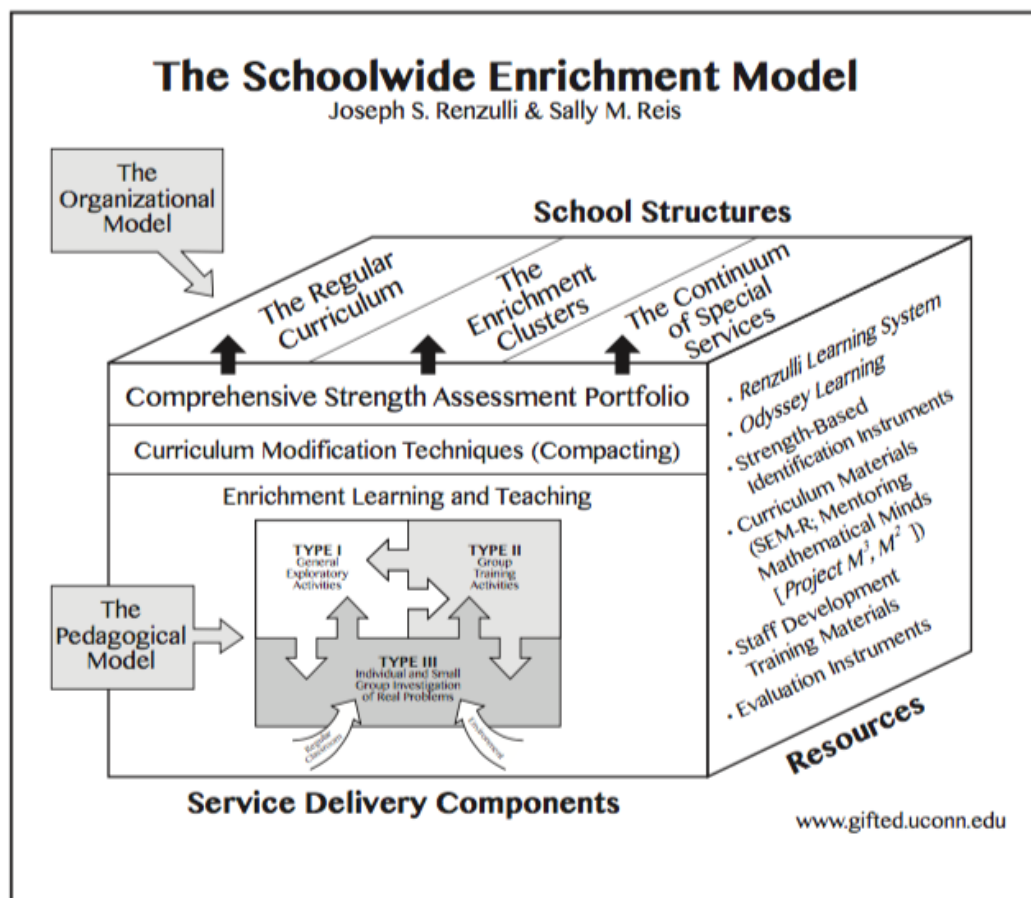 The Schoolwide Enrichment Model
Joseph S. Renzulli & Sally M. Reis
The
Organizational
Model
School Structures
The Regular
Curriculum
The
Enrichment
Clusters
The Continuum
of Special
Services
Comprehensive Strength Assessment Portfolio
Curriculum Modification Techniques (Compacting)
Enrichment Learning and Teaching
TYPE I
General
Exploratory
Activities
TYPE II
Group
Training
Activities
TYPE III
Individual and Small
Group Investigation
of Real Problems
Regular
Classroom
Environment
The
Pedagogical
Model
• Renzulli Learning System
• Odyssey Learning
• Strength-Based
Identification Instruments
• Curriculum Materials
(SEM-R; Mentoring
Mathematical Minds
[Project M³, M² ])
• Staff Development
Training Materials
• Evaluation Instruments
Resources
Service Delivery Components
www.gifted.uconn.edu